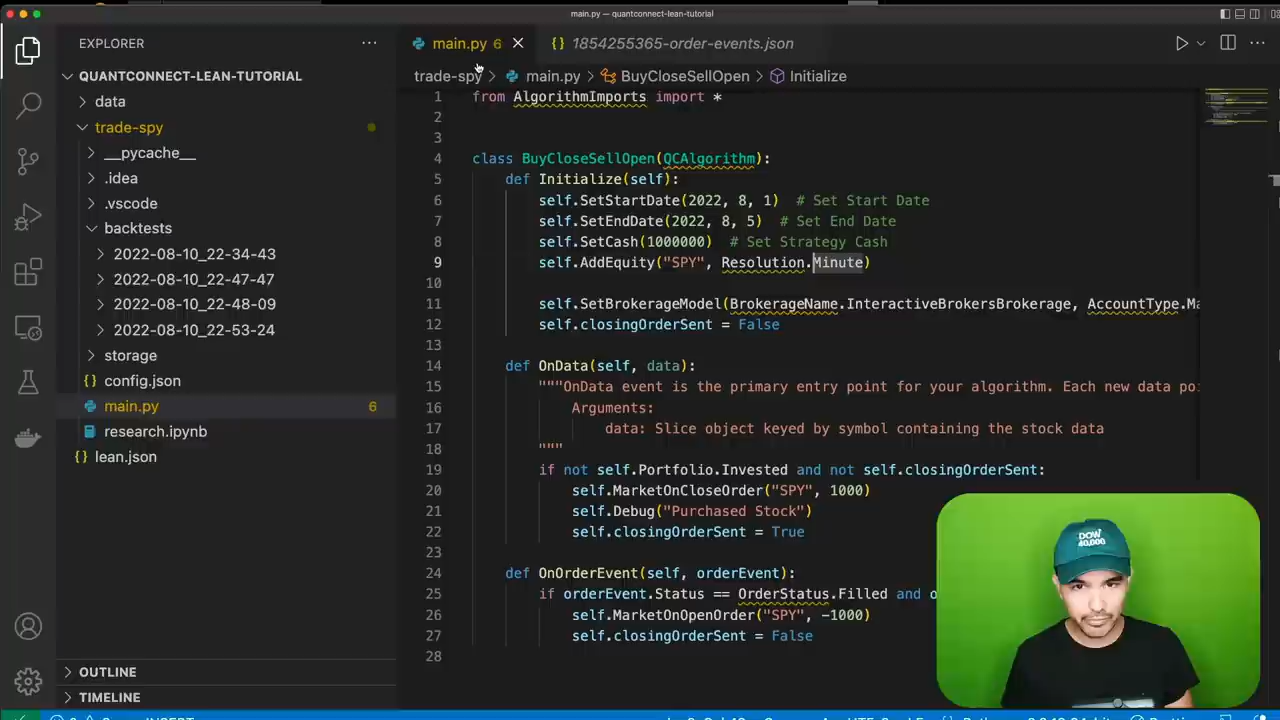 main.py — quantconnect-lean-tutorial
EXPLORER
main.py 6
1854255365-order-events.json
QUANTCONNECT-LEAN-TUTORIAL
trade-spy > main.py > BuyCloseSellOpen > Initialize
data
trade-spy
__pycache__
.idea
.vscode
backtests
2022-08-10_22-34-43
2022-08-10_22-47-47
2022-08-10_22-48-09
2022-08-10_22-53-24
storage
config.json
main.py 6
research.ipynb
lean.json
OUTLINE
TIMELINE
1 from AlgorithmImports import *
2
3
4 class BuyCloseSellOpen(QCAlgorithm):
5 def Initialize(self):
6 self.SetStartDate(2022, 8, 1) # Set Start Date
7 self.SetEndDate(2022, 8, 5) # Set End Date
8 self.SetCash(1000000) # Set Strategy Cash
9 self.AddEquity("SPY", Resolution.Minute)
10
11 self.SetBrokerageModel(BrokerageName.InteractiveBrokersBrokerage, AccountType.Ma
12 self.closingOrderSent = False
13
14 def OnData(self, data):
15 """OnData event is the primary entry point for your algorithm. Each new data poi
16 Arguments:
17 data: Slice object keyed by symbol containing the stock data
18 """
19 if not self.Portfolio.Invested and not self.closingOrderSent:
20 self.MarketOnCloseOrder("SPY", 1000)
21 self.Debug("Purchased Stock")
22 self.closingOrderSent = True
23
24 def OnOrderEvent(self, orderEvent):
25 if orderEvent.Status == OrderStatus.Filled and o
26 self.MarketOnOpenOrder("SPY", -1000)
27 self.closingOrderSent = False
28
DOW
40,000